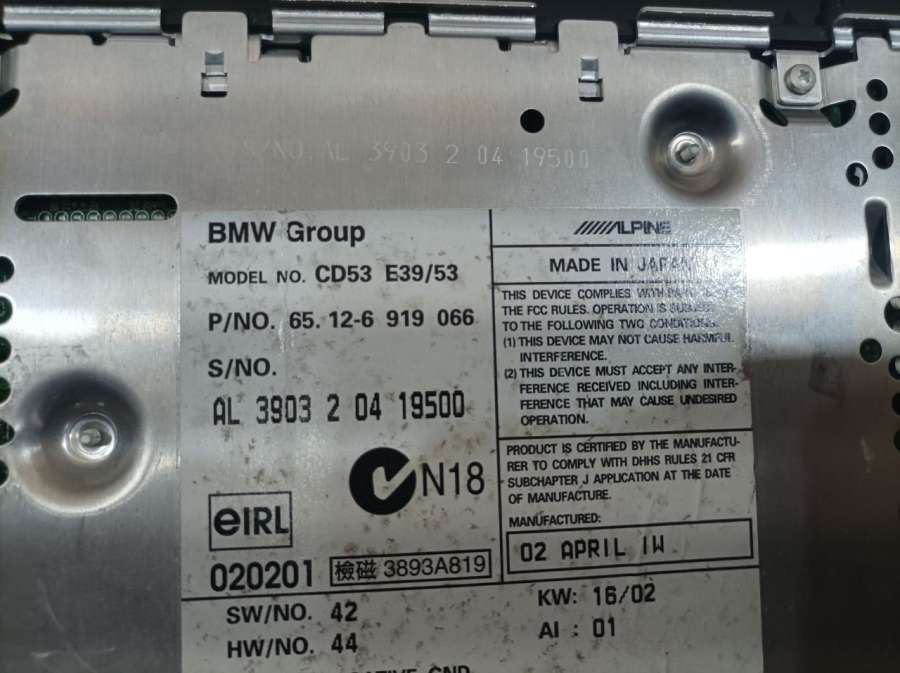 S/NO. AL 3903 2 04 19500
BMW Group
MODEL NO. CD53 E39/53
P/NO. 65. 12-6 919 066
S/NO.
AL 3903 2 04 19500
N18
eIRL
020201 檢磁 3893A819
SW/NO. 42
HW/NO. 44
ALPINE
MADE IN JAPAN
THIS DEVICE COMPLIES WITH PART
THE FCC RULES. OPERATION IS SUBJECT
TO THE FOLLOWING TWO CONDITIONS.
(1) THIS DEVICE MAY NOT CAUSE HARMFUL
INTERFERENCE.
(2) THIS DEVICE MUST ACCEPT ANY INTER-
FERENCE RECEIVED INCLUDING INTER-
FERENCE THAT MAY CAUSE UNDESIRED
OPERATION.
PRODUCT IS CERTIFIED BY THE MANUFACTU-
RER TO COMPLY WITH DHHS RULES 21 CFR
SUBCHAPTER J APPLICATION AT THE DATE
OF MANUFACTURE.
MANUFACTURED:
02 APRIL 1W
KW: 16/02
AI : 01